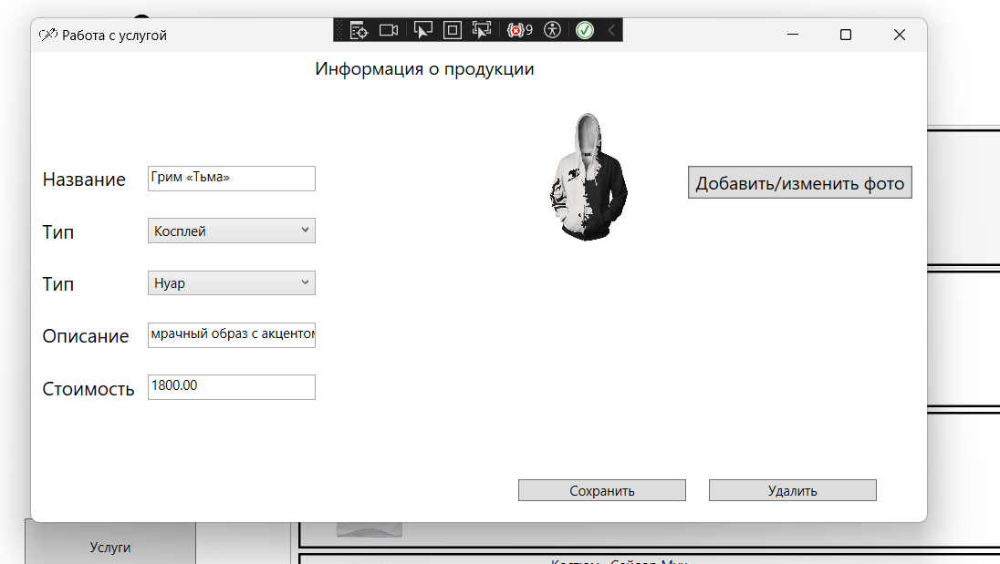 Работа с услугой
9
Информация о продукции
Название
Грим «Тьма»
Добавить/изменить фото
Тип
Косплей
Тип
Нуар
Описание
мрачный образ с акцентом
Стоимость
1800.00
Сохранить
Удалить
Услуги